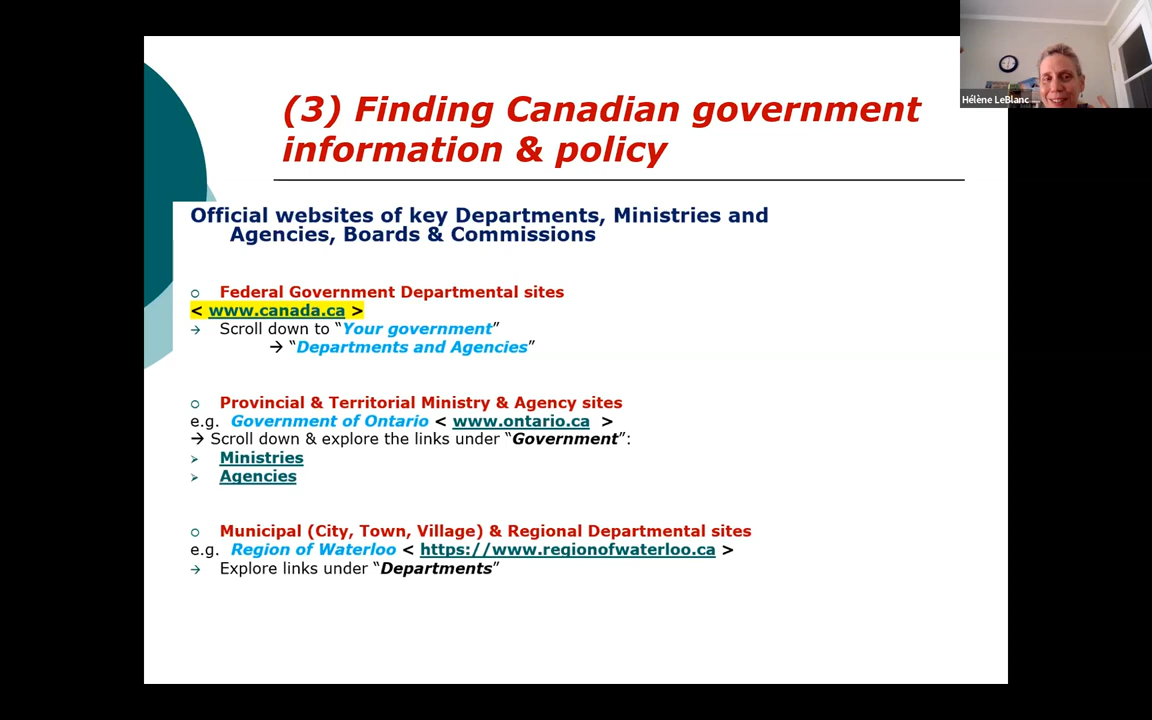 (3) Finding Canadian government
information & policy
Hélène LeBlanc
Official websites of key Departments, Ministries and
Agencies, Boards & Commissions
○ Federal Government Departmental sites
< www.canada.ca >
→ Scroll down to “Your government”
→ “Departments and Agencies”
○ Provincial & Territorial Ministry & Agency sites
e.g. Government of Ontario < www.ontario.ca >
→ Scroll down & explore the links under “Government”:
➢ Ministries
➢ Agencies
○ Municipal (City, Town, Village) & Regional Departmental sites
e.g. Region of Waterloo < https://www.regionofwaterloo.ca >
→ Explore links under “Departments”